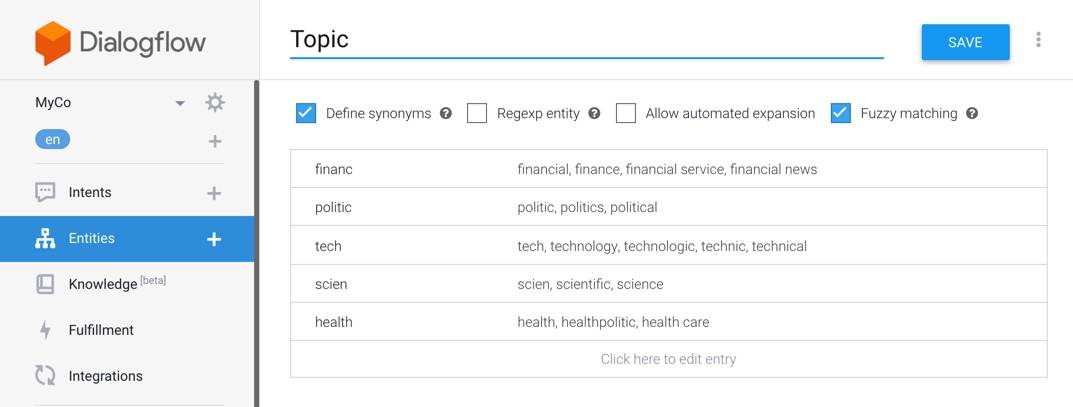 Dialogflow
Topic
SAVE
MyCo
en
Define synonyms
Regexp entity
Allow automated expansion
Fuzzy matching
Intents
Entities
Knowledge [beta]
Fulfillment
Integrations
financ financial, finance, financial service, financial news
politic politic, politics, political
tech tech, technology, technologic, technic, technical
scien scien, scientific, science
health health, healthpolitic, health care
Click here to edit entry